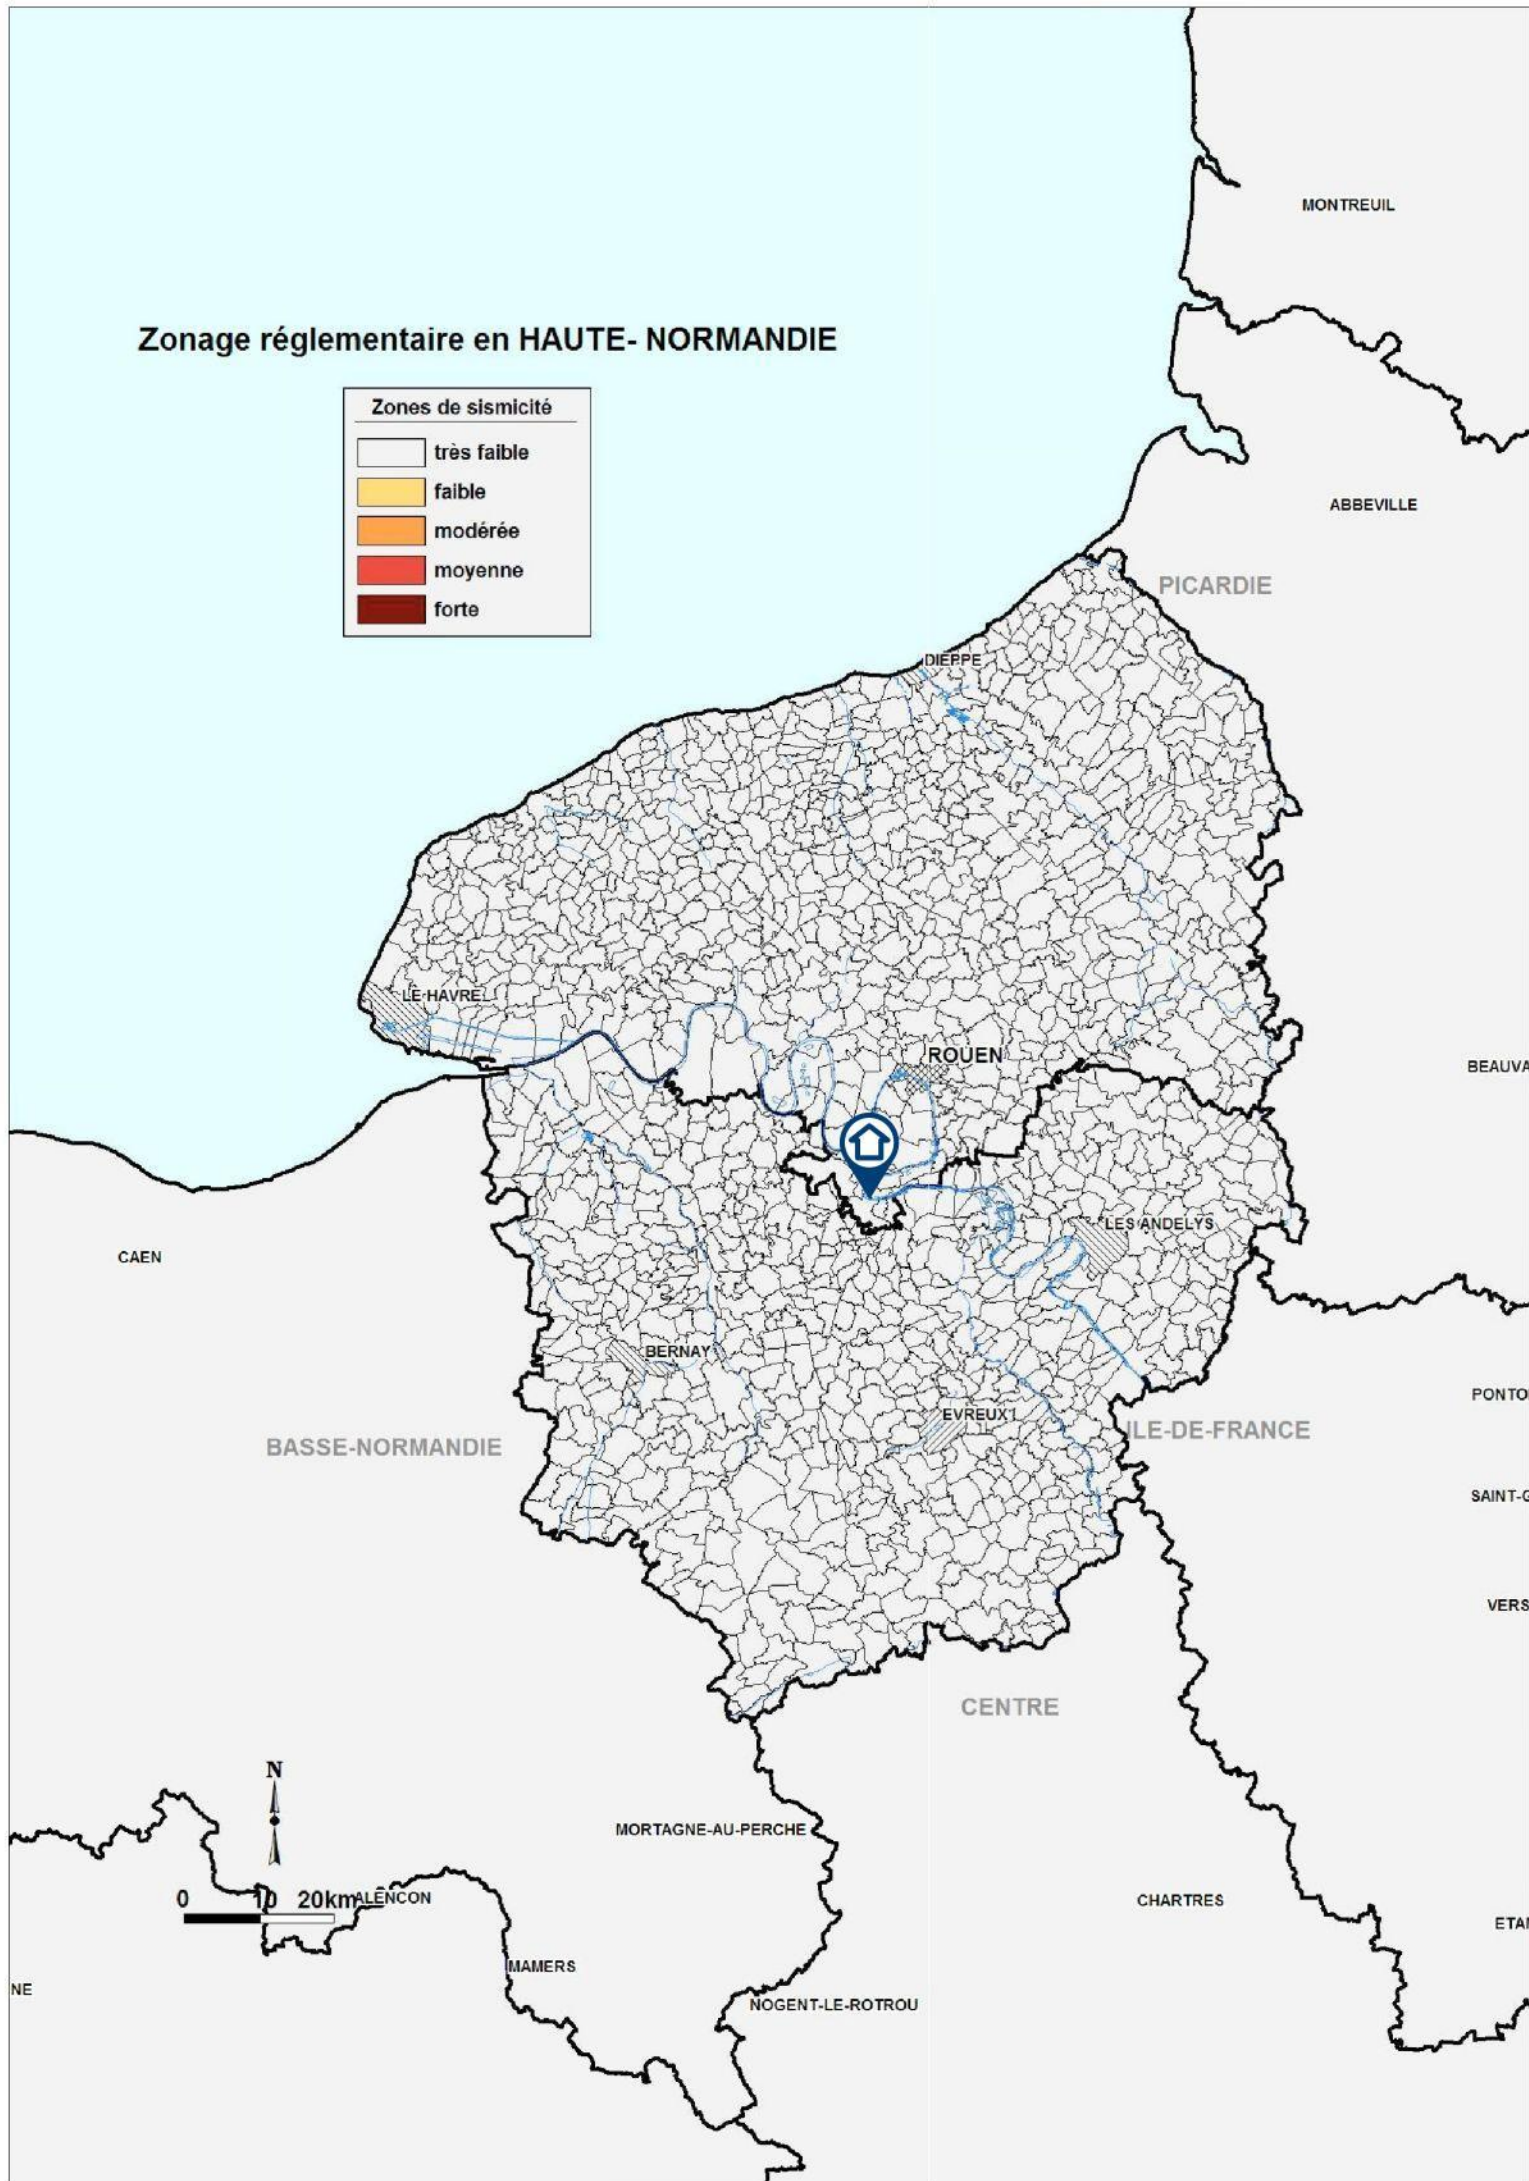 MONTREUIL
Zonage réglementaire en HAUTE- NORMANDIE
Zones de sismicité
très faible
faible
modérée
moyenne
forte
ABBEVILLE
PICARDIE
DIEPPE
LE HAVRE
ROUEN
BEAUVA
LES ANDELYS
CAEN
BERNAY
PONTO
EVREUX
ILE-DE-FRANCE
BASSE-NORMANDIE
SAINT-G
VERS
CENTRE
N
MORTAGNE-AU-PERCHE
0 10 20km
ALENCON
CHARTRES
ETAM
MAMERS
NE
NOGENT-LE-ROTROU